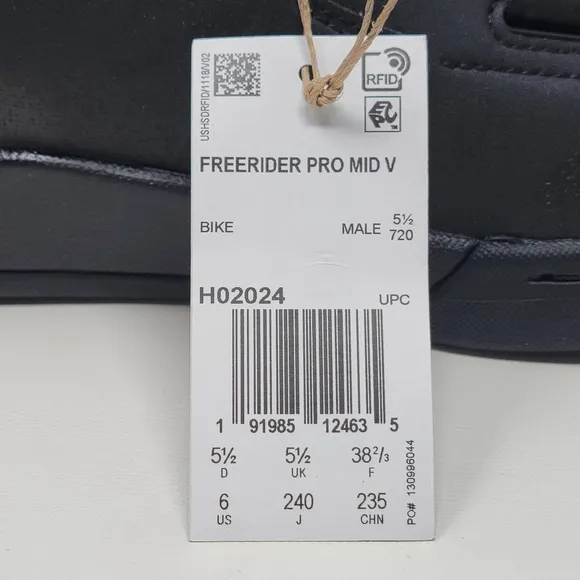 USHSDRFID/1118/V02
RFID
EPC™
FREERIDER PRO MID V
BIKE MALE 5½
720
H02024 UPC
1 91985 12463 5
5½ 5½ 38²/₃
D UK F
6 240 235
US J CHN
PO# 130996044